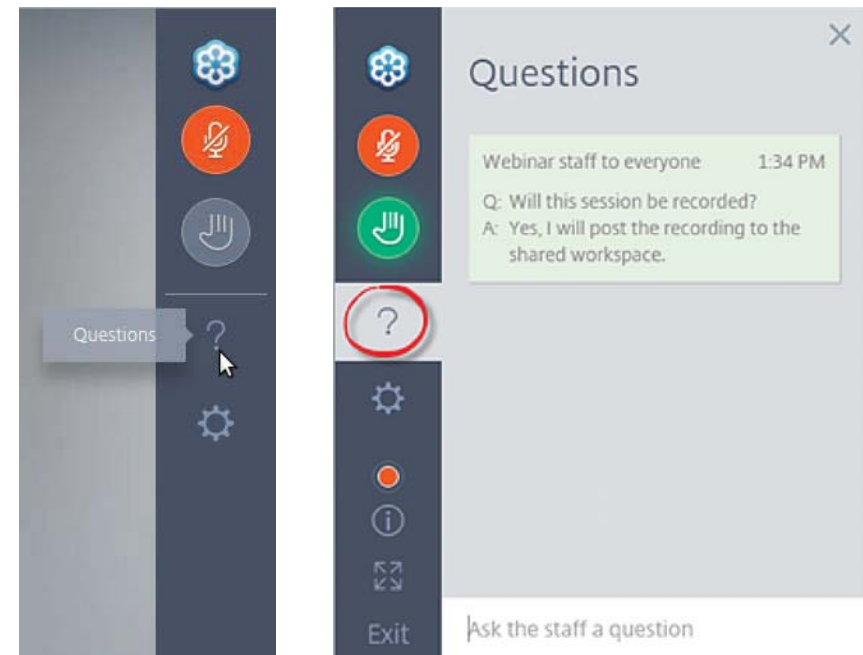 Questions
?
Questions
Webinar staff to everyone 1:34 PM
Q: Will this session be recorded?
A: Yes, I will post the recording to the
shared workspace.
?
Exit
Ask the staff a question